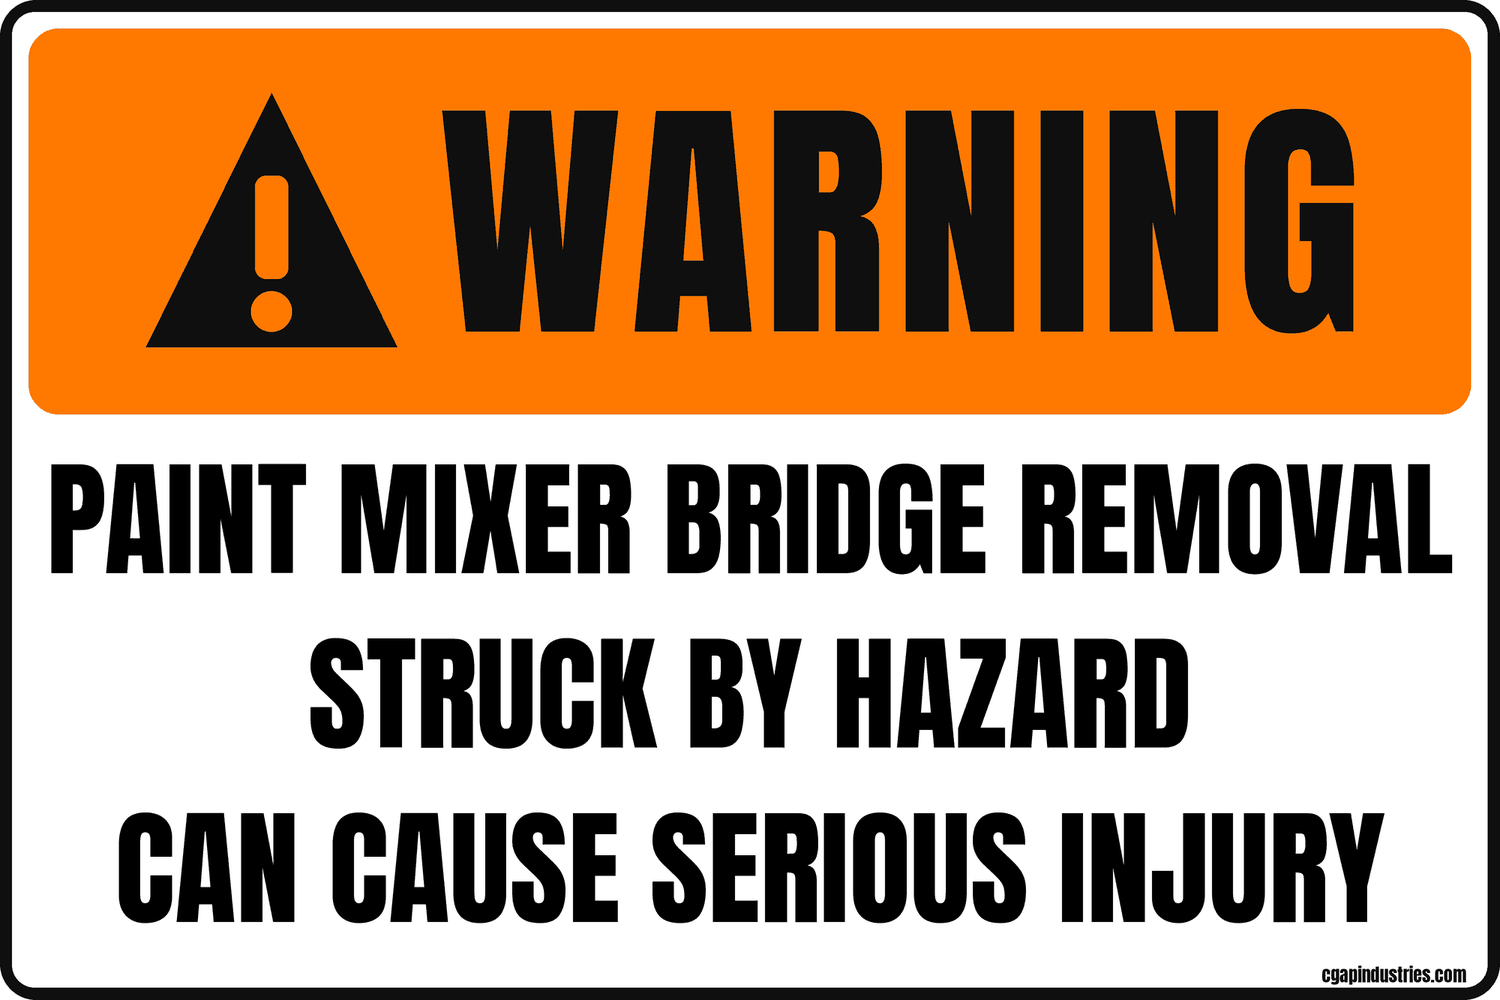 WARNING
PAINT MIXER BRIDGE REMOVAL
STRUCK BY HAZARD
CAN CAUSE SERIOUS INJURY
cgapindustries.com